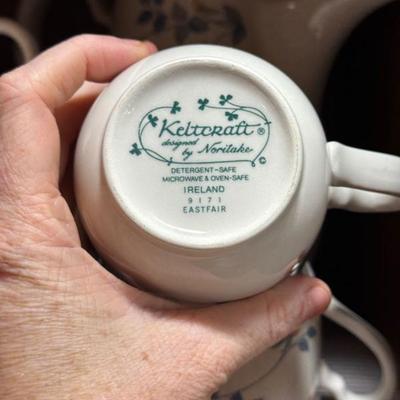 Keltcraft®
designed
by Noritake
©
DETERGENT-SAFE
MICROWAVE & OVEN-SAFE
IRELAND
9171
EASTFAIR